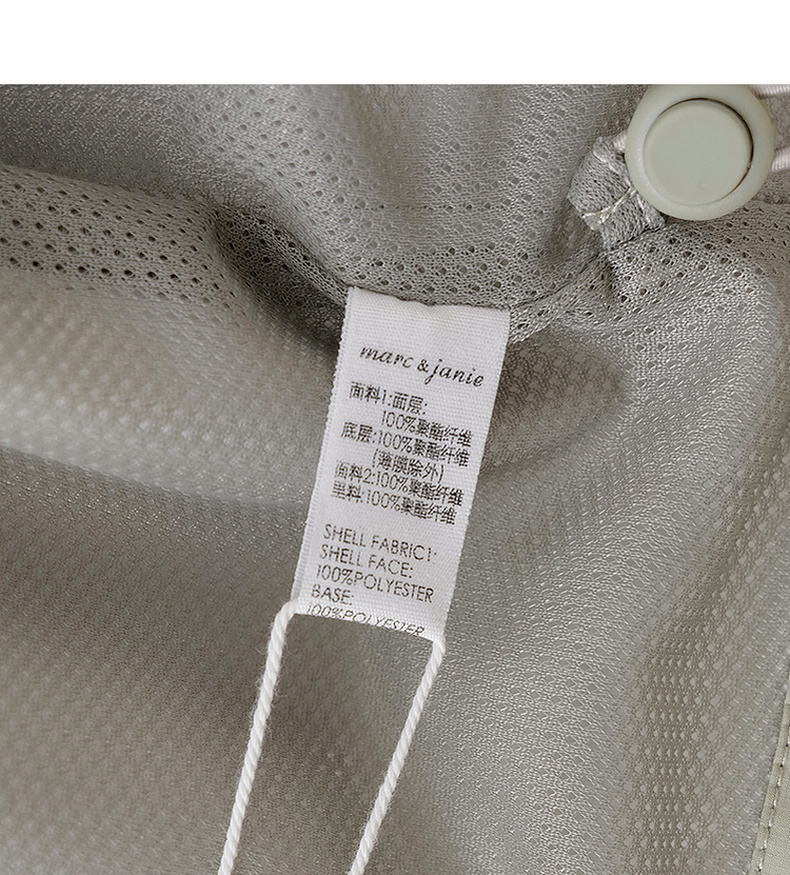 marc & janie
面料1:面层:
100%聚酯纤维
底层:100%聚酯纤维
(薄膜除外)
面料2:100%聚酯纤维
里料:100%聚酯纤维
SHELL FABRIC1:
SHELL FACE:
100%POLYESTER
BASE:
100%POLYESTER